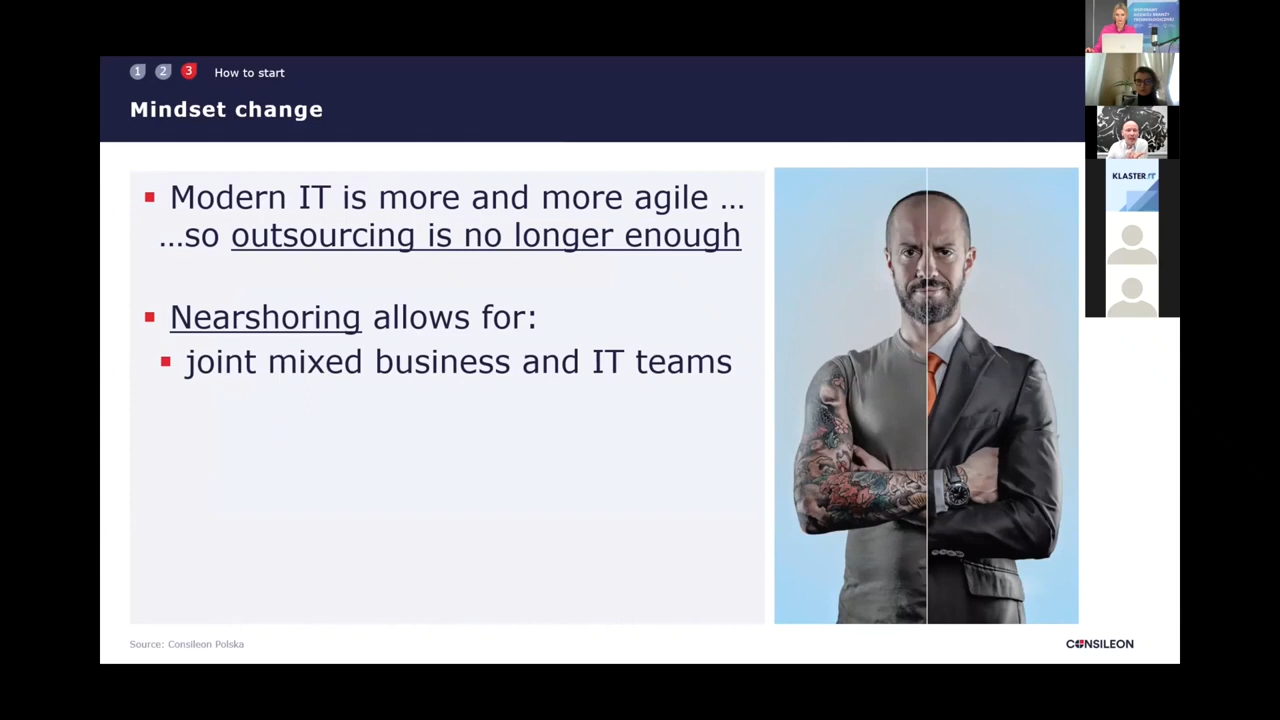 1 2 3 How to start
Mindset change
Modern IT is more and more agile …
…so outsourcing is no longer enough
Nearshoring allows for:
joint mixed business and IT teams
Source: Consileon Polska
CONSILEON
KLASTER.IT